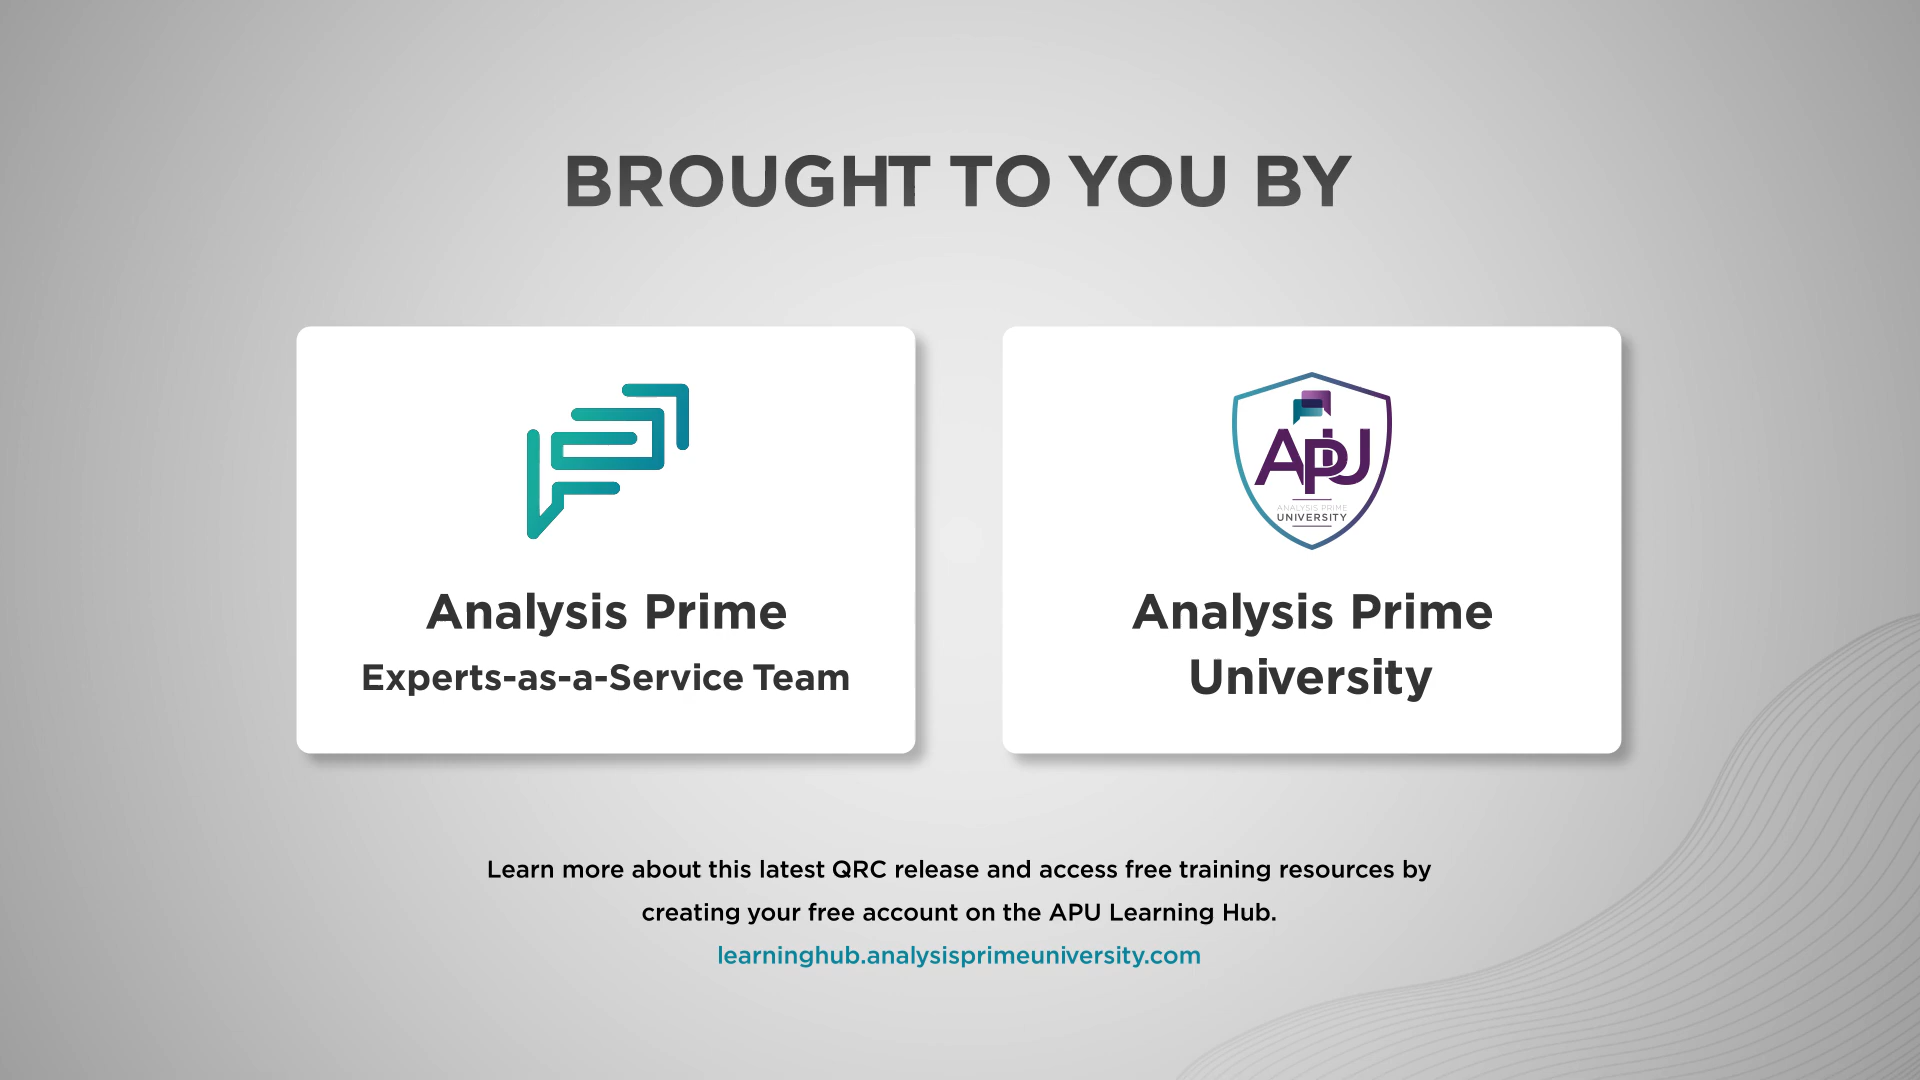 BROUGHT TO YOU BY
APU
ANALYSIS PRIME
UNIVERSITY
Analysis Prime
Experts-as-a-Service Team
Analysis Prime
University
Learn more about this latest QRC release and access free training resources by
creating your free account on the APU Learning Hub.
learninghub.analysisprimeuniversity.com